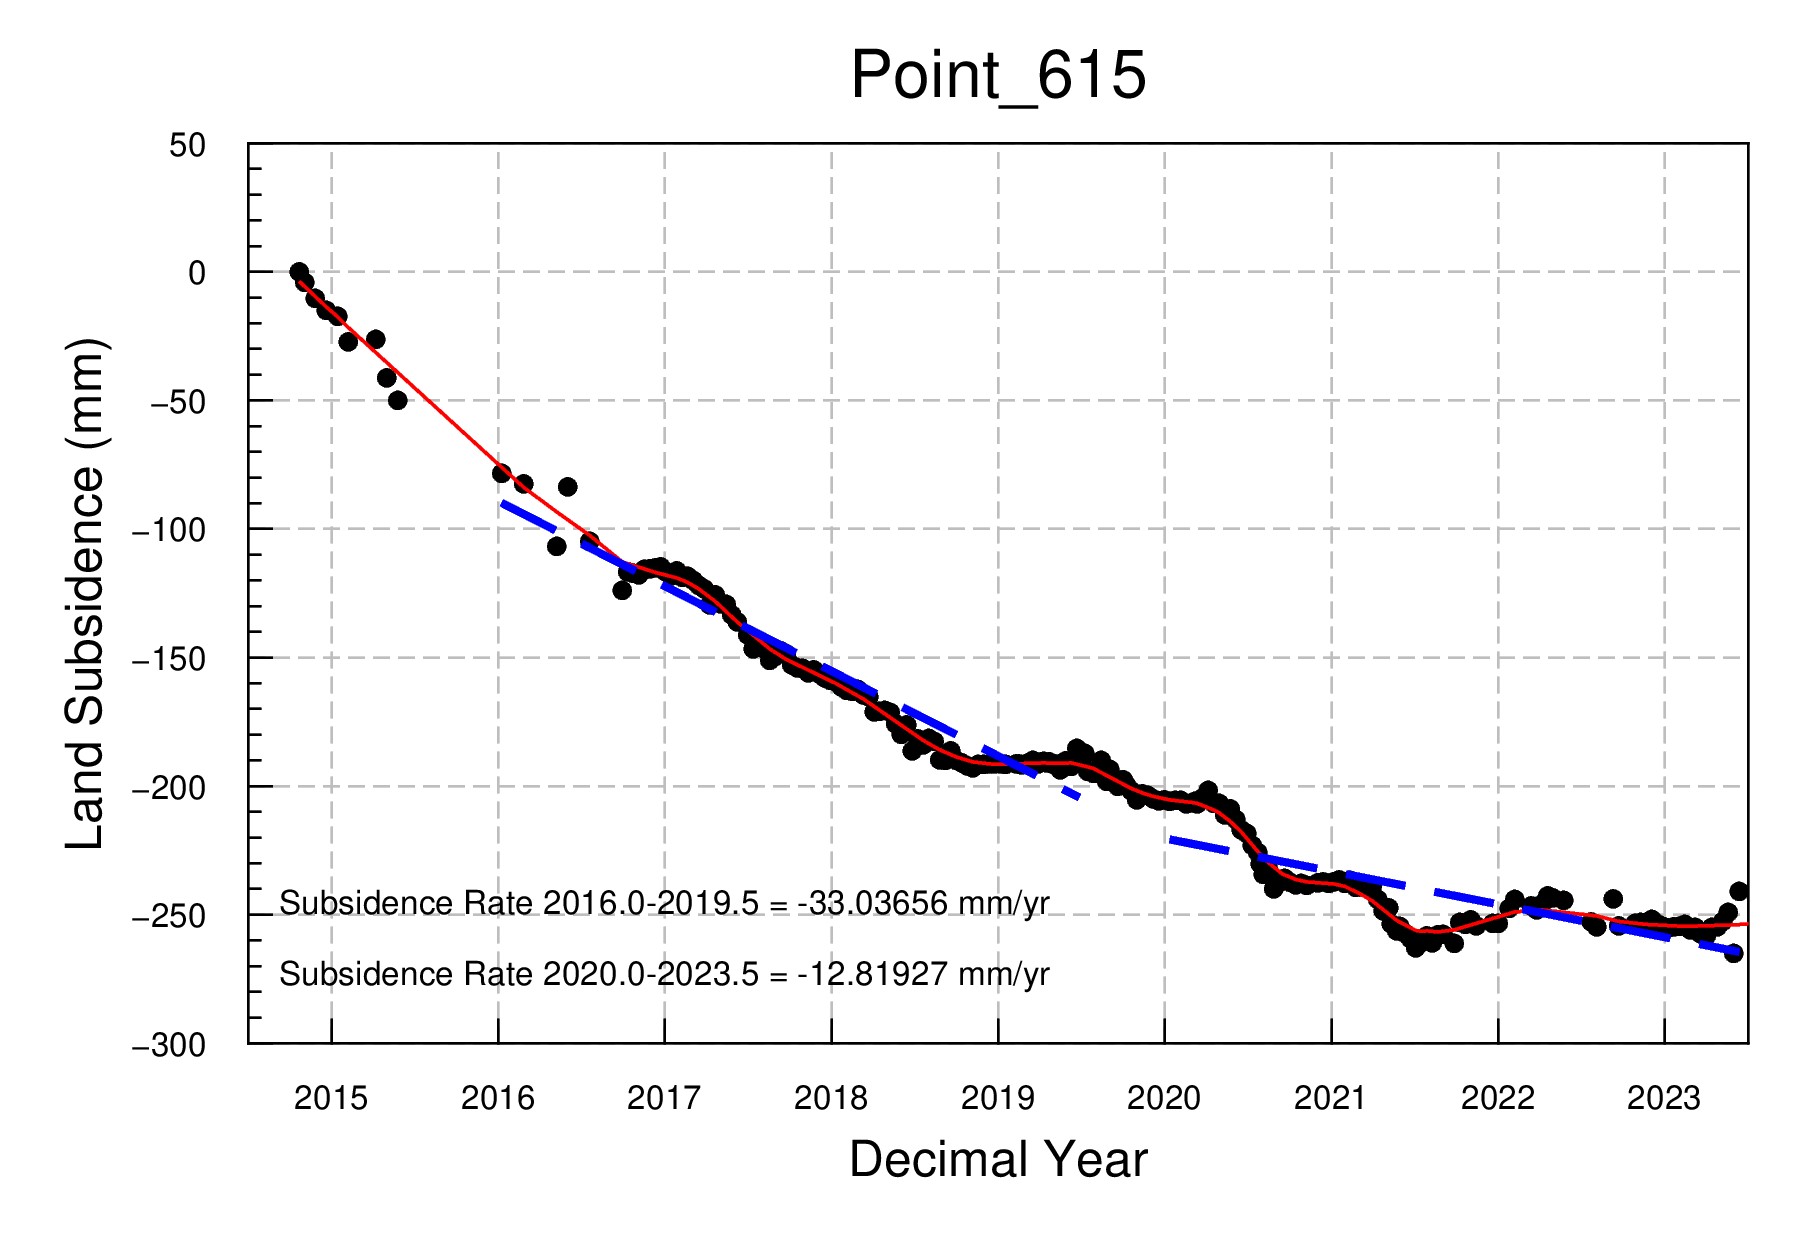 Point_615
50
0
−50
−100
−150
−200
−250
−300
Land Subsidence (mm)
Subsidence Rate 2016.0-2019.5 = -33.03656 mm/yr
Subsidence Rate 2020.0-2023.5 = -12.81927 mm/yr
2015 2016 2017 2018 2019 2020 2021 2022 2023
Decimal Year